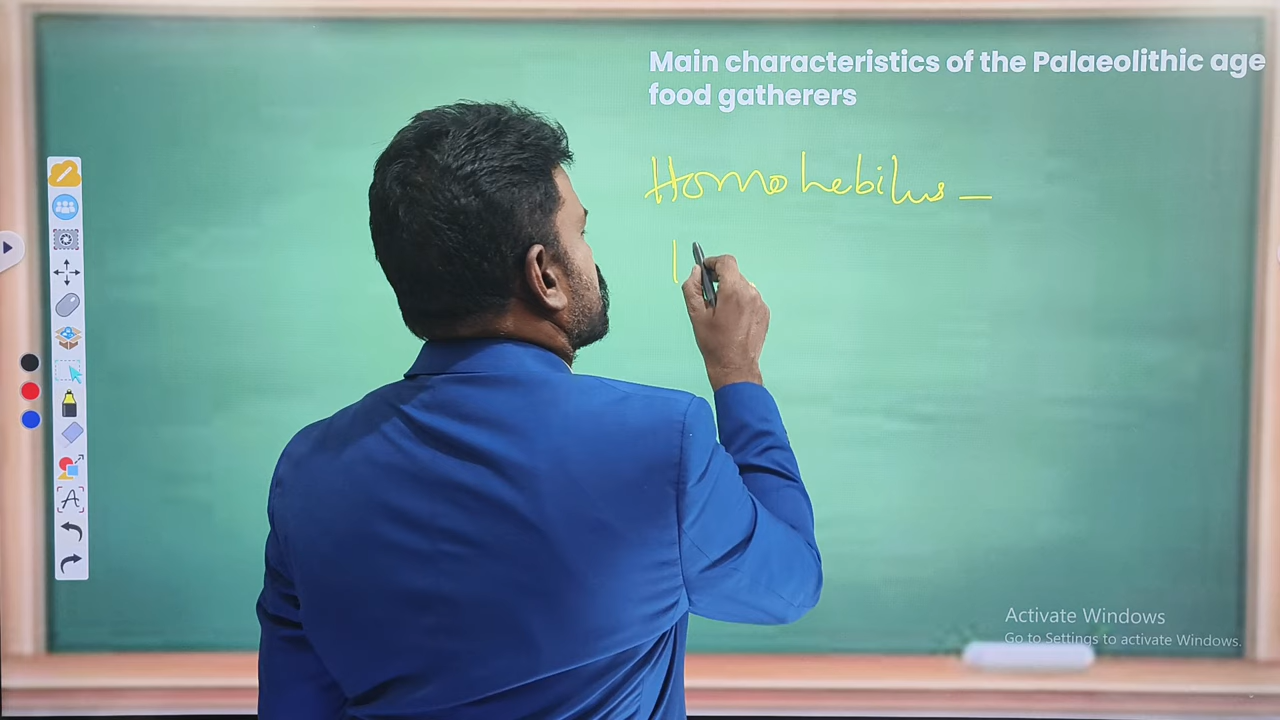 Main characteristics of the Palaeolithic age
food gatherers
Homo hebilus –
Activate Windows
Go to Settings to activate Windows.